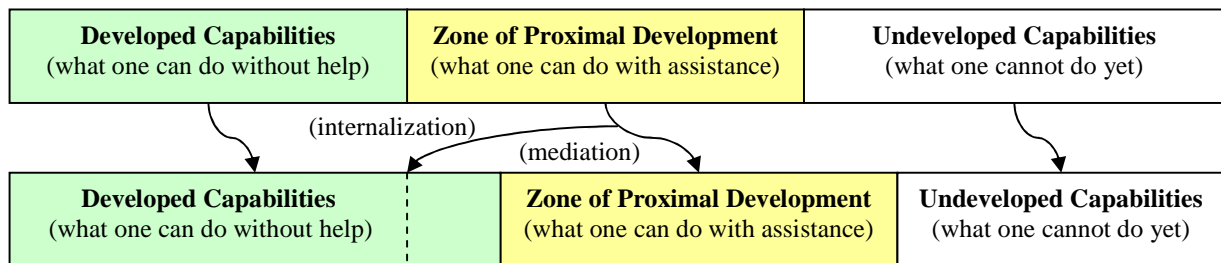 Developed Capabilities
(what one can do without help)
Zone of Proximal Development
(what one can do with assistance)
Undeveloped Capabilities
(what one cannot do yet)
(internalization)
(mediation)
Developed Capabilities
(what one can do without help)
Zone of Proximal Development
(what one can do with assistance)
Undeveloped Capabilities
(what one cannot do yet)